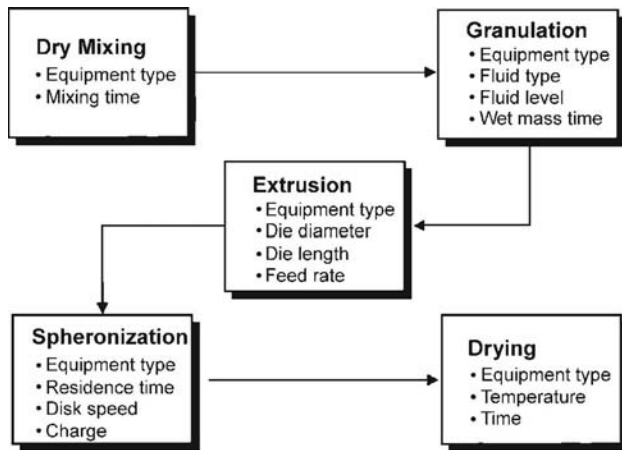 Dry Mixing
• Equipment type
• Mixing time
Granulation
• Equipment type
• Fluid type
• Fluid level
• Wet mass time
Extrusion
• Equipment type
• Die diameter
• Die length
• Feed rate
Spheronization
• Equipment type
• Residence time
• Disk speed
• Charge
Drying
• Equipment type
• Temperature
• Time